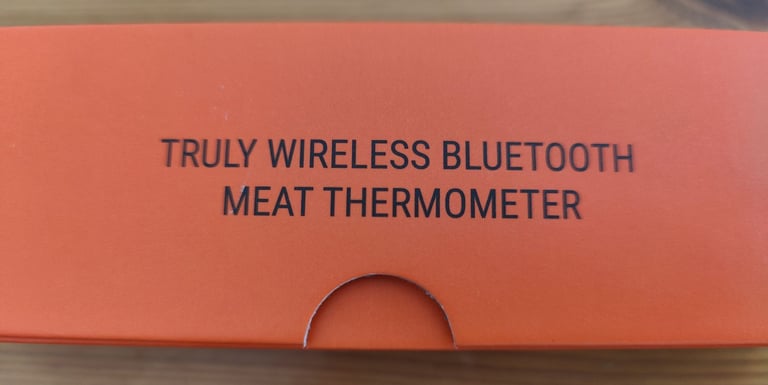 TRULY WIRELESS BLUETOOTH
MEAT THERMOMETER